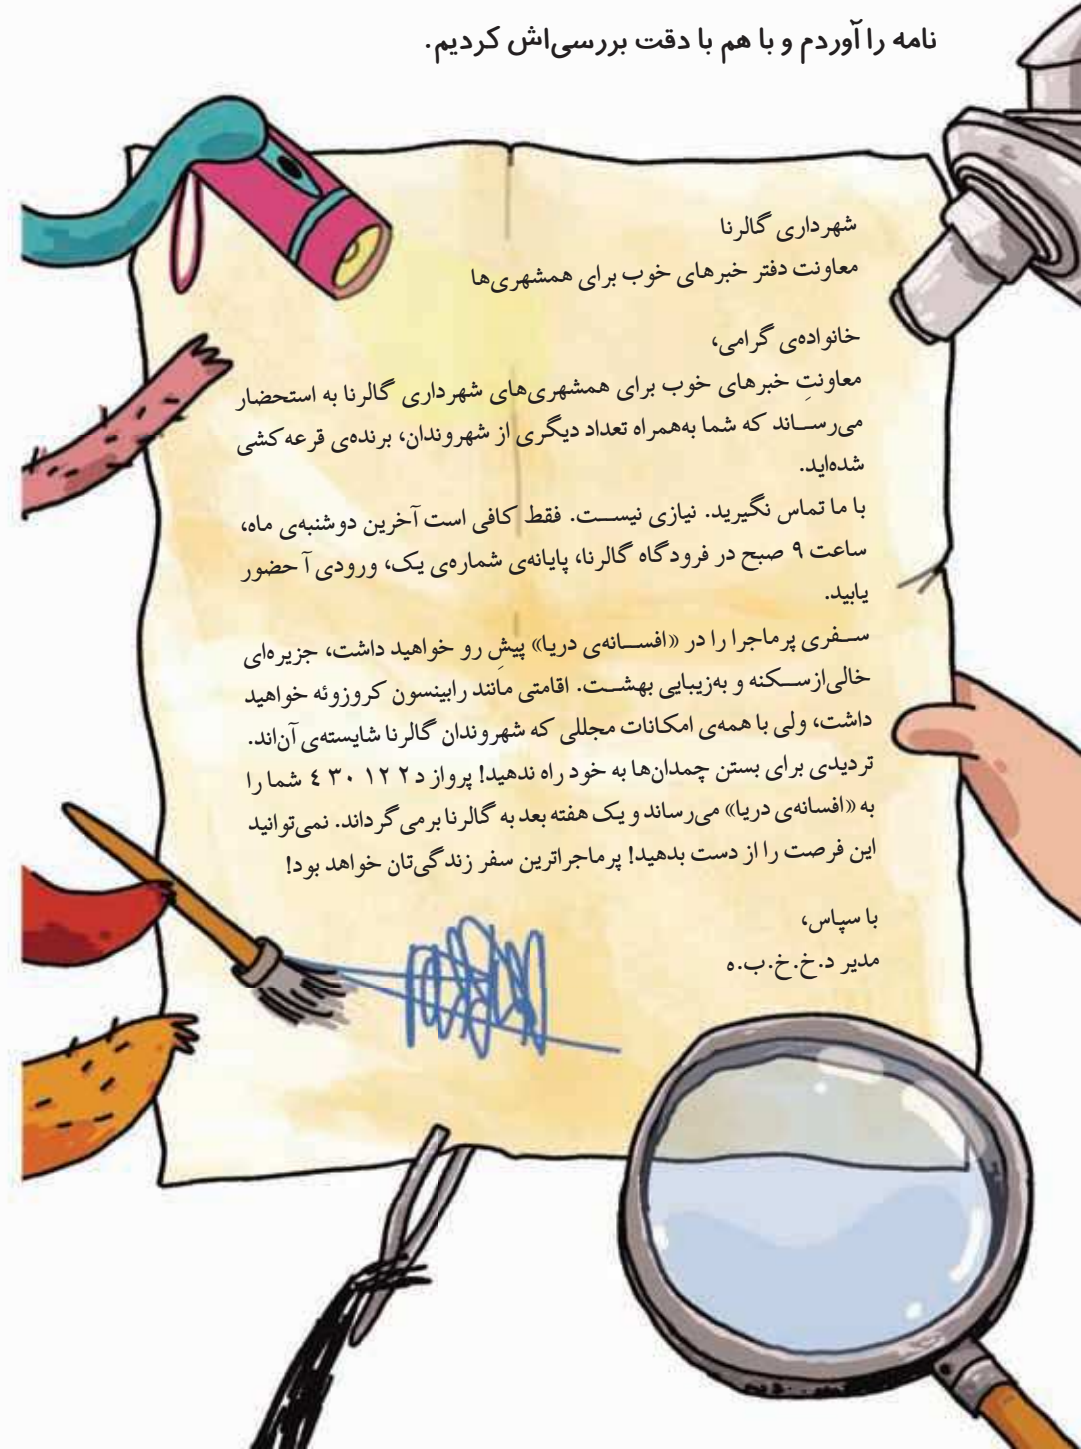 نامه را آوردم و با هم با دقت بررسی‌اش کردیم.
شهرداری گالرنا
معاونت دفتر خبرهای خوب برای همشهری‌ها
خانواده‌ی گرامی،
معاونتِ خبرهای خوب برای همشهری‌های شهرداری گالرنا به استحضار
می‌رساند که شما به‌همراه تعداد دیگری از شهروندان، برنده‌ی قرعه‌کشی
شده‌اید.
با ما تماس نگیرید. نیازی نیست. فقط کافی است آخرین دوشنبه‌ی ماه،
ساعت ۹ صبح در فرودگاه گالرنا، پایانه‌ی شماره‌ی یک، ورودی آ حضور
یابید.
سفری پرماجرا را در «افسانه‌ی دریا» پیشِ رو خواهید داشت، جزیره‌ای
خالی‌ازسکنه و به‌زیبایی بهشت. اقامتی مانند رابینسون کروزوئه خواهید
داشت، ولی با همه‌ی امکانات مجللی که شهروندان گالرنا شایسته‌ی آن‌اند.
تردیدی برای بستن چمدان‌ها به خود راه ندهید! پرواز د ۲ ۱۲ ۳۰ ٤ شما را
به «افسانه‌ی دریا» می‌رساند و یک هفته بعد به گالرنا برمی‌گرداند. نمی‌توانید
این فرصت را از دست بدهید! پرماجراترین سفر زندگی‌تان خواهد بود!
با سپاس،
مدیر د.خ.خ.ب.ه